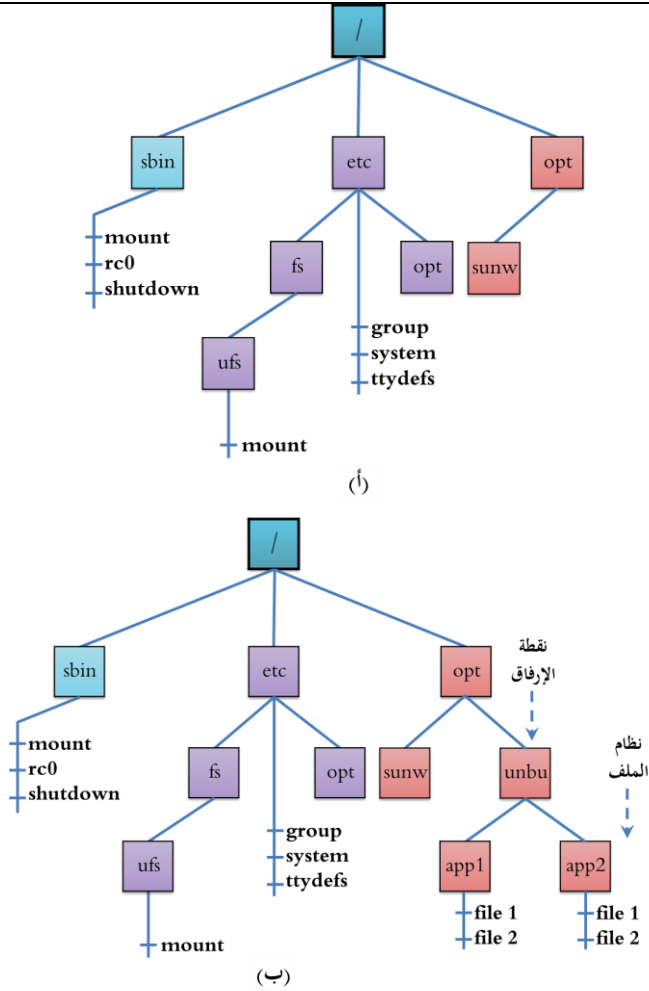 /
sbin
etc
opt
mount
rc0
shutdown
fs
opt
sunw
group
system
ttydefs
ufs
mount
(أ)
/
نقطة
الإرفاق
sbin
etc
opt
نظام
الملف
mount
rc0
shutdown
fs
opt
sunw
unbu
group
system
ttydefs
ufs
app1
app2
file 1
file 2
file 1
file 2
mount
(ب)